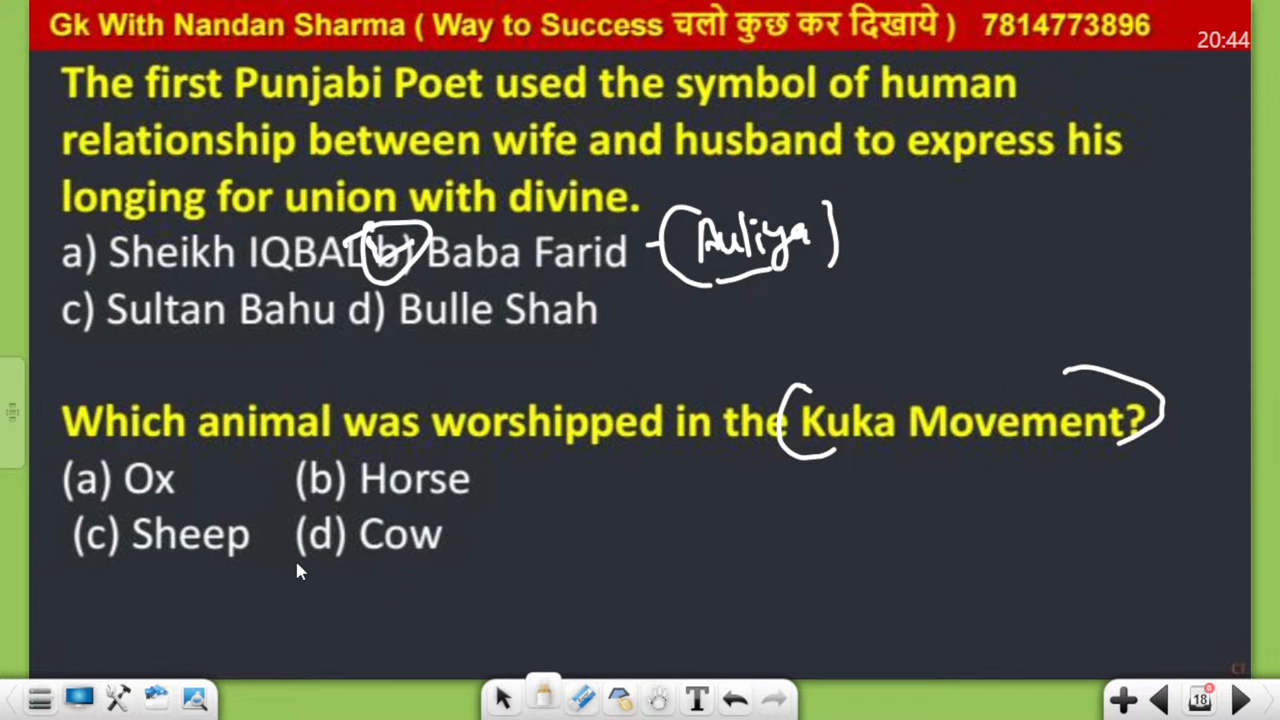 Gk With Nandan Sharma ( Way to Success चलो कुछ कर दिखाये ) 7814773896
20:44
The first Punjabi Poet used the symbol of human
relationship between wife and husband to express his
longing for union with divine.
a) Sheikh IQBAL b) Baba Farid - (Auliya)
c) Sultan Bahu d) Bulle Shah
Which animal was worshipped in the Kuka Movement?
(a) Ox (b) Horse
(c) Sheep (d) Cow
T 18